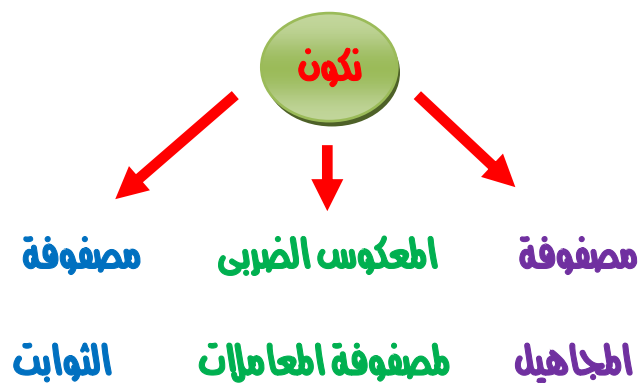 نكون
مصفوفة المعكوس الضربى مصفوفة
المجاهيل لمصفوفة المعاملات الثوابت